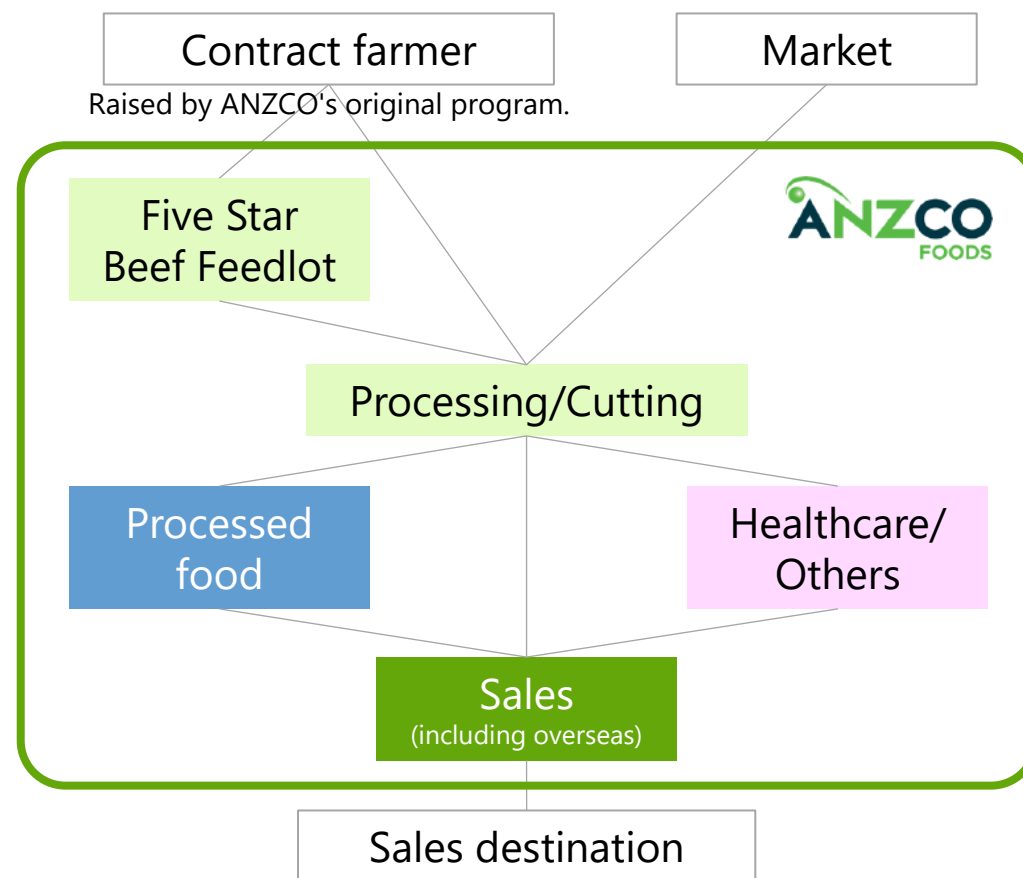 Contract farmer
Market
Raised by ANZCO's original program.
Five Star
Beef Feedlot
ANZCO
FOODS
Processing/Cutting
Processed
food
Healthcare/
Others
Sales
(including overseas)
Sales destination